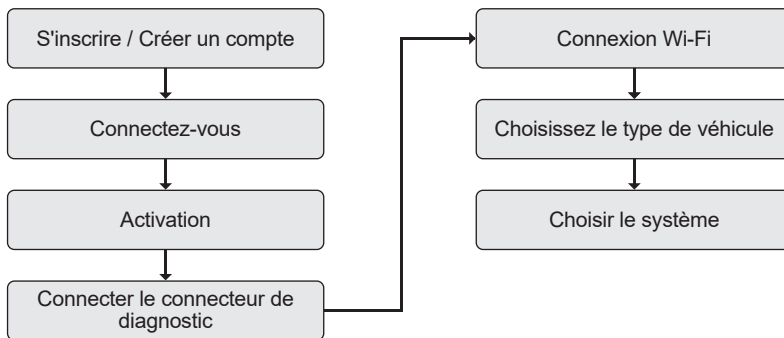 S'inscrire / Créer un compte
Connectez-vous
Activation
Connecter le connecteur de
diagnostic
Connexion Wi-Fi
Choisissez le type de véhicule
Choisir le système